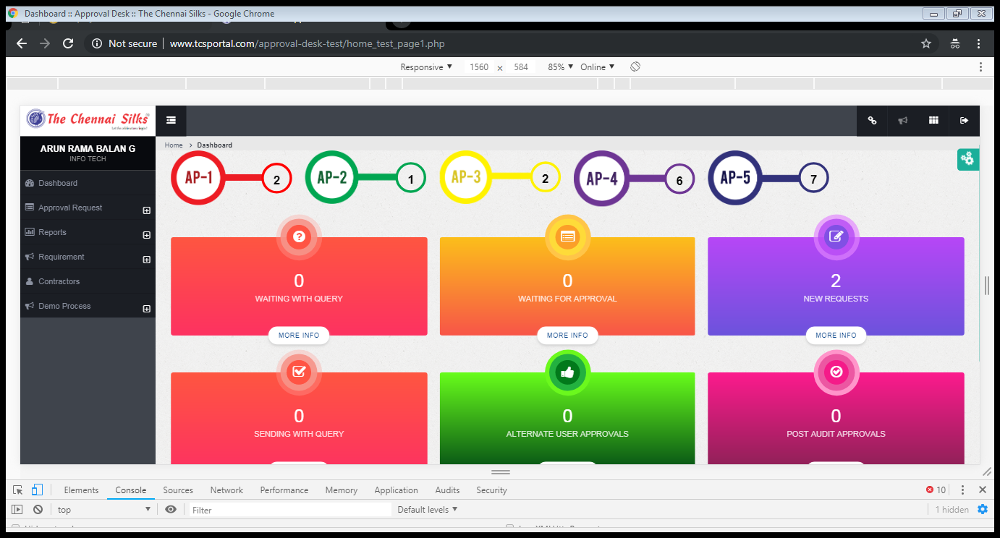 Dashboard :: Approval Desk :: The Chennai Silks - Google Chrome
Not secure www.tcsportal.com/approval-desk-test/home_test_page1.php
Responsive ▼ 1560 × 584 85% ▼ Online ▼
The Chennai Silks
ARUN RAMA BALAN G
INFO TECH
Dashboard
Approval Request
Reports
Requirement
Contractors
Demo Process
Home > Dashboard
AP-1 2 AP-2 1 AP-3 2 AP-4 6 AP-5 7
0
WAITING WITH QUERY
MORE INFO
0
WAITING FOR APPROVAL
MORE INFO
2
NEW REQUESTS
MORE INFO
0
SENDING WITH QUERY
0
ALTERNATE USER APPROVALS
0
POST AUDIT APPROVALS
Elements Console Sources Network Performance Memory Application Audits Security 10
top ▼ Filter Default levels ▼ 1 hidden